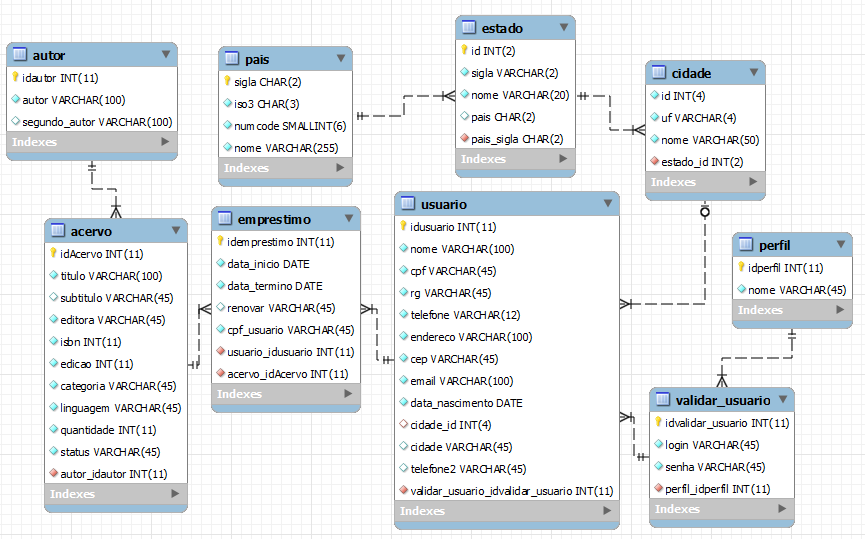 autor
idautor INT(11)
autor VARCHAR(100)
segundo_autor VARCHAR(100)
Indexes
pais
sigla CHAR(2)
iso3 CHAR(3)
numcode SMALLINT(6)
nome VARCHAR(255)
Indexes
estado
id INT(2)
sigla VARCHAR(2)
nome VARCHAR(20)
pais CHAR(2)
pais_sigla CHAR(2)
Indexes
cidade
id INT(4)
uf VARCHAR(4)
nome VARCHAR(50)
estado_id INT(2)
Indexes
acervo
idAcervo INT(11)
titulo VARCHAR(100)
subtitulo VARCHAR(45)
editora VARCHAR(45)
isbn INT(11)
edicao INT(11)
categoria VARCHAR(45)
linguagem VARCHAR(45)
quantidade INT(11)
status VARCHAR(45)
autor_idautor INT(11)
Indexes
emprestimo
idemprestimo INT(11)
data_inicio DATE
data_termino DATE
renovar VARCHAR(45)
cpf_usuario VARCHAR(45)
usuario_idusuario INT(11)
acervo_idAcervo INT(11)
Indexes
usuario
idusuario INT(11)
nome VARCHAR(100)
cpf VARCHAR(45)
rg VARCHAR(45)
telefone VARCHAR(12)
endereco VARCHAR(100)
cep VARCHAR(45)
email VARCHAR(100)
data_nascimento DATE
cidade_id INT(4)
cidade VARCHAR(45)
telefone2 VARCHAR(45)
validar_usuario_idvalidar_usuario INT(11)
Indexes
perfil
idperfil INT(11)
nome VARCHAR(45)
Indexes
validar_usuario
idvalidar_usuario INT(11)
login VARCHAR(45)
senha VARCHAR(45)
perfil_idperfil INT(11)
Indexes